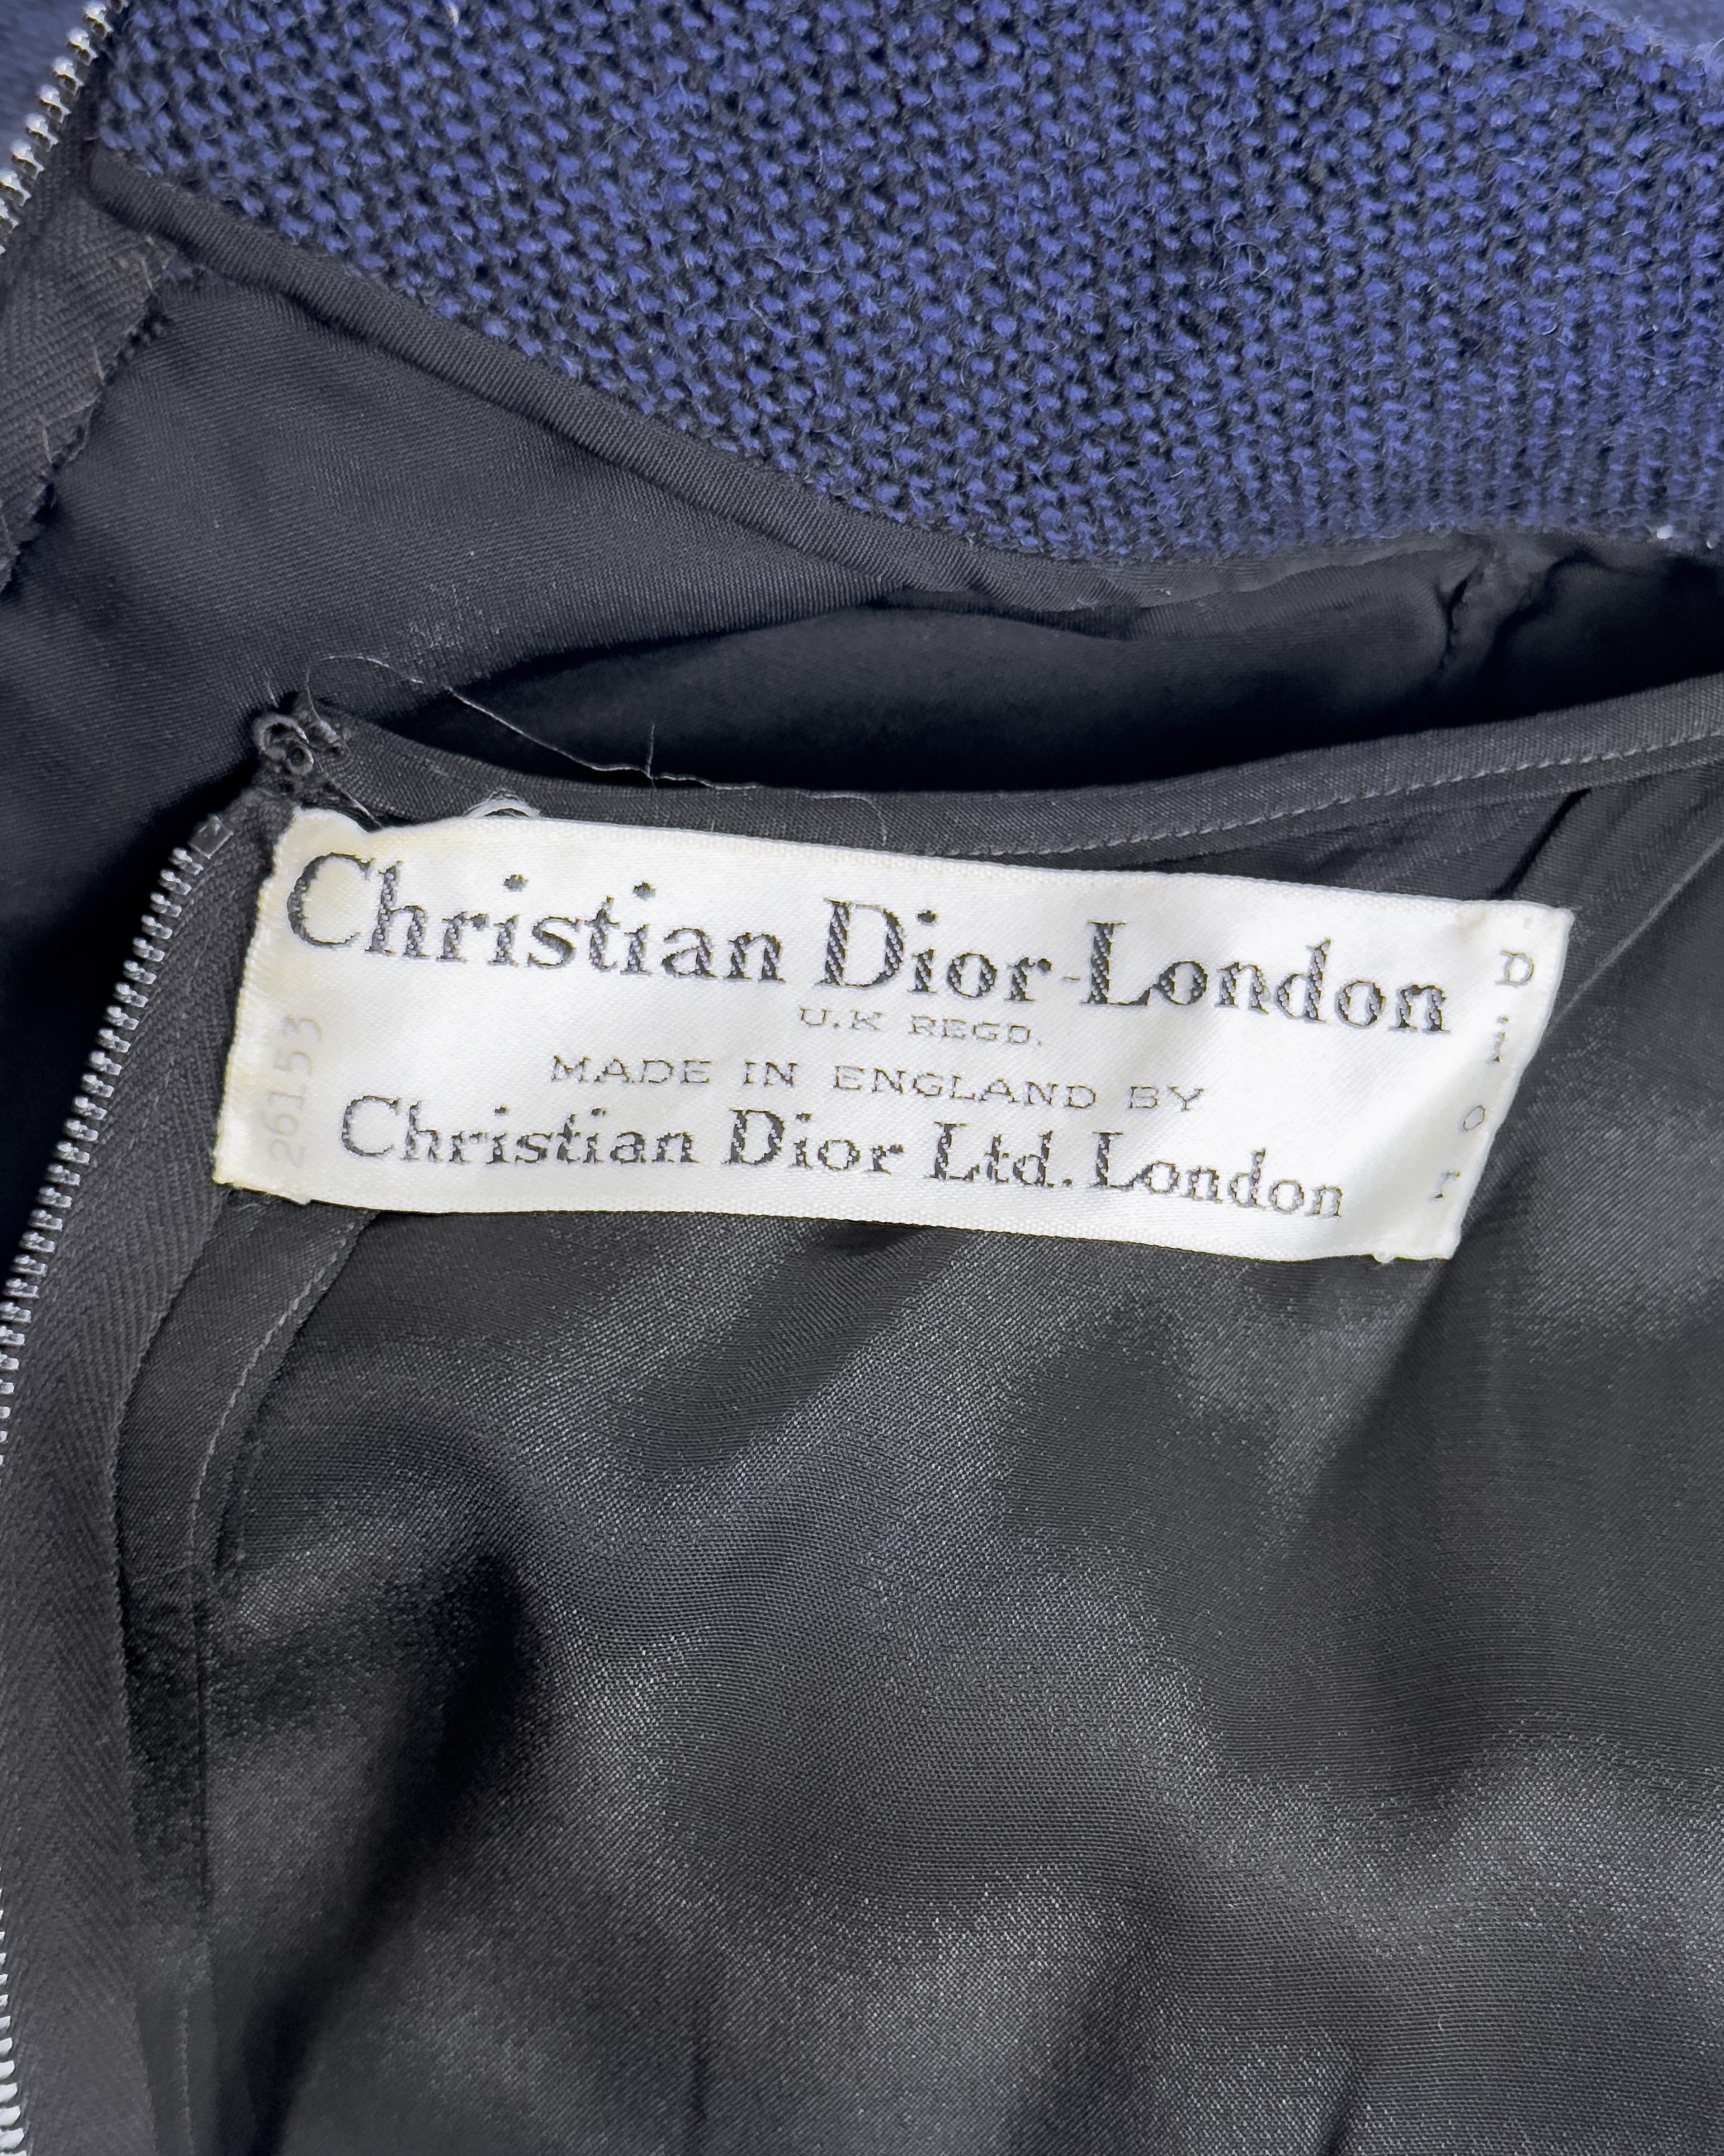 Christian Dior-London
U.K REGD.
MADE IN ENGLAND BY
Christian Dior Ltd. London
26153
Dior